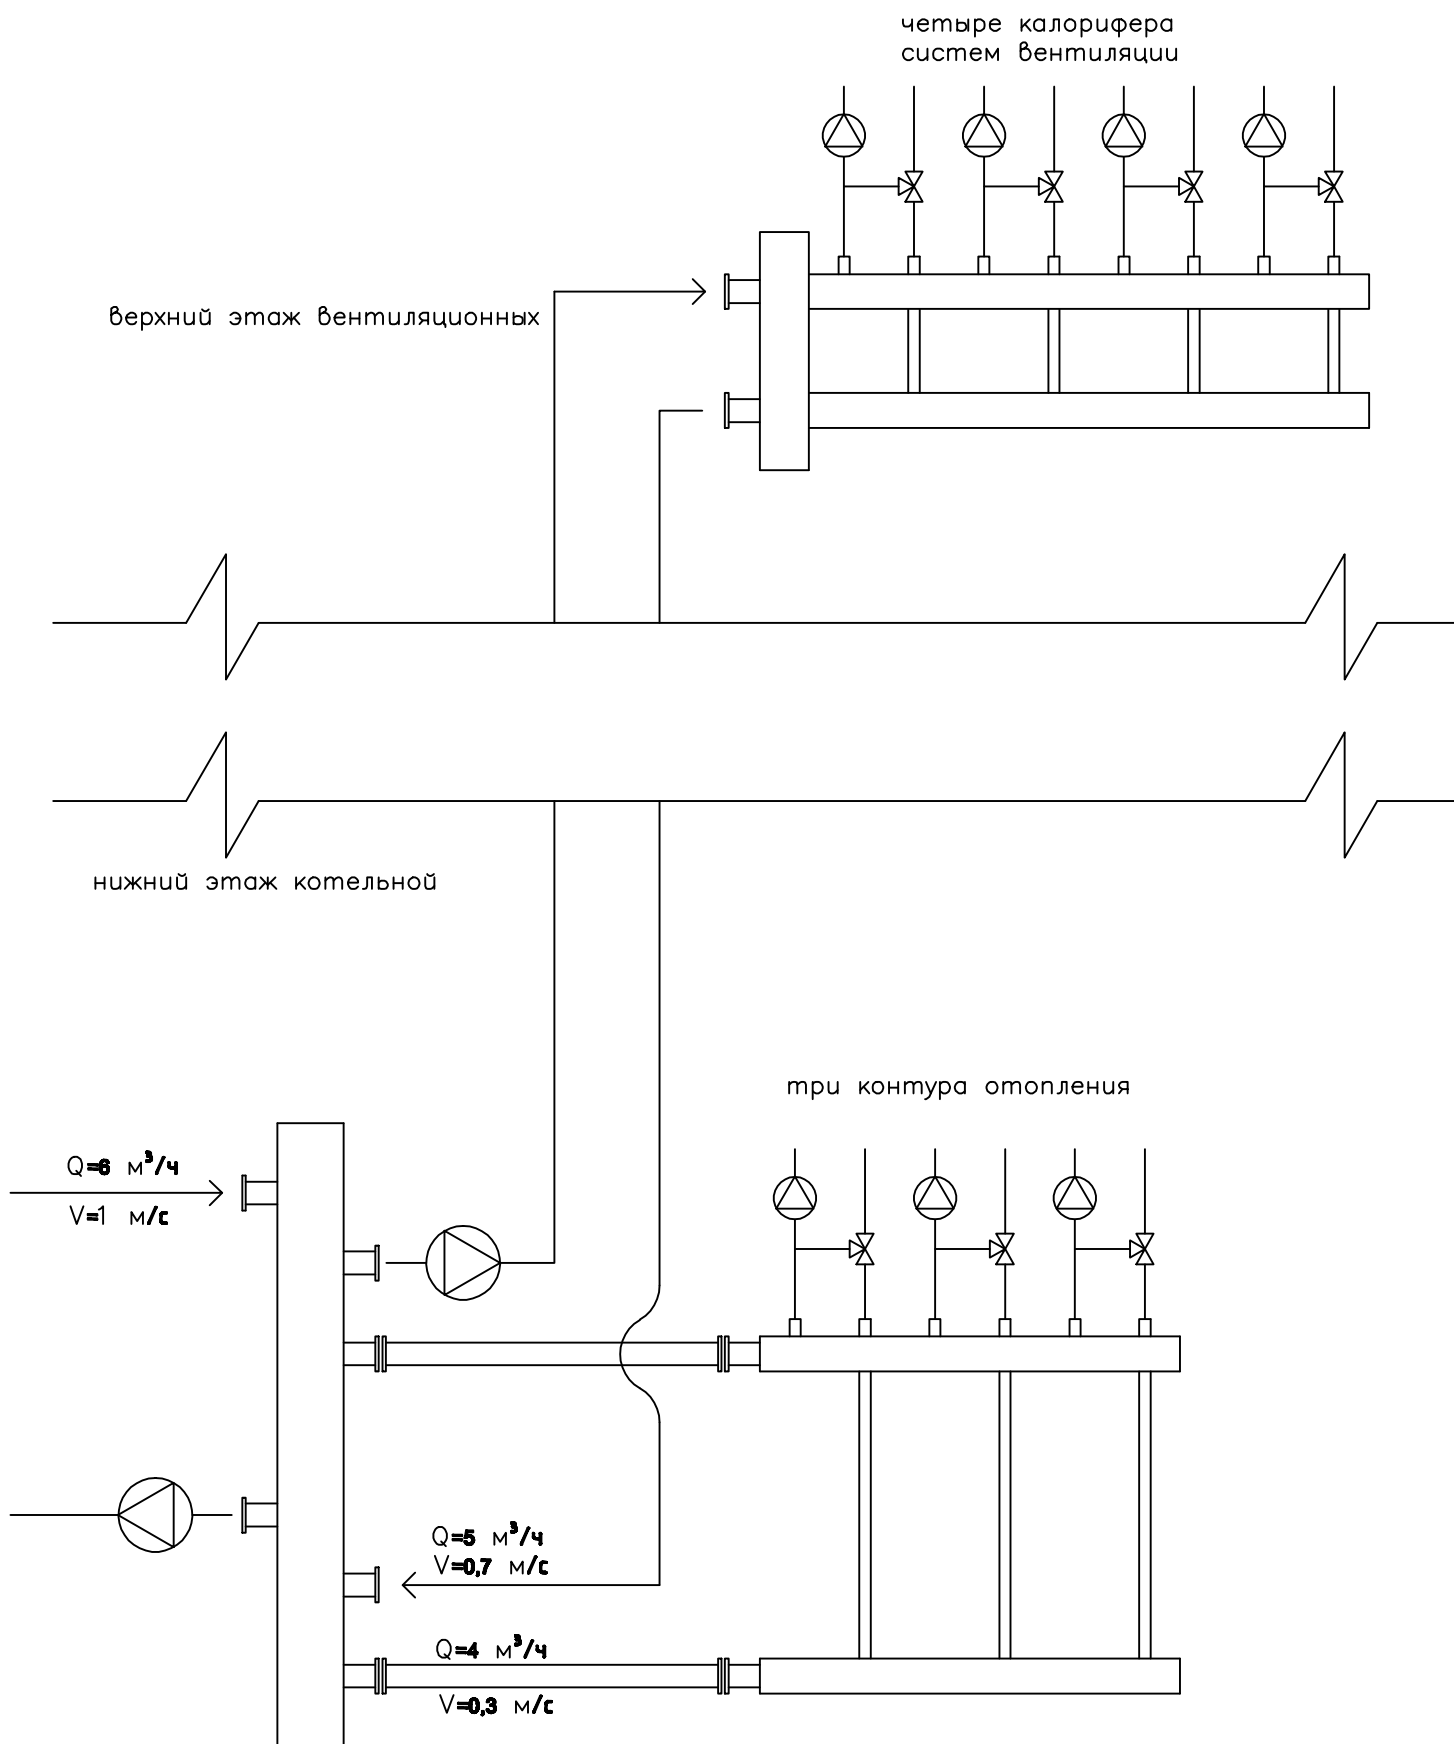 четыре калорифера
систем вентиляции
верхний этаж вентиляционных
нижний этаж котельной
три контура отопления
Q=6 м³/ч
V=1 м/с
Q=5 м³/ч
V=0,7 м/с
Q=4 м³/ч
V=0,3 м/с